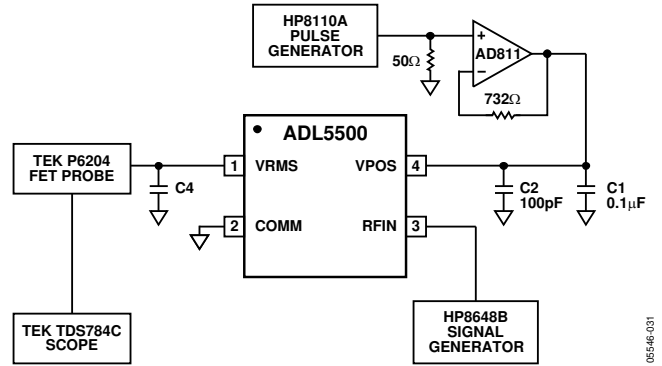 HP8110A
PULSE
GENERATOR
50Ω
+
AD811
–
732Ω
ADL5500
TEK P6204
FET PROBE
C4
1
VRMS
VPOS
4
C2
100pF
C1
0.1μF
2
COMM
RFIN
3
TEK TDS784C
SCOPE
HP8648B
SIGNAL
GENERATOR
05546-031